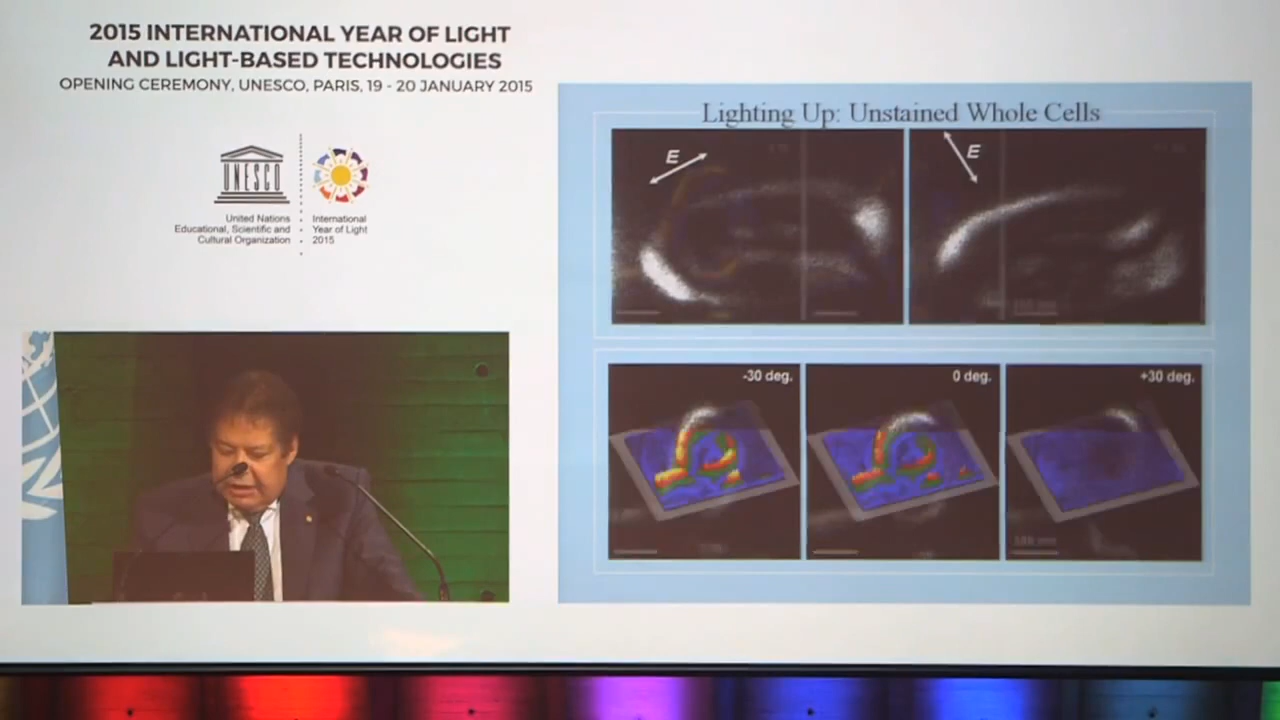 2015 INTERNATIONAL YEAR OF LIGHT
AND LIGHT-BASED TECHNOLOGIES
OPENING CEREMONY, UNESCO, PARIS, 19 - 20 JANUARY 2015
UNESCO
United Nations
Educational, Scientific and
Cultural Organization
International
Year of Light
2015
Lighting Up: Unstained Whole Cells
E
E
-30 deg.
0 deg.
+30 deg.